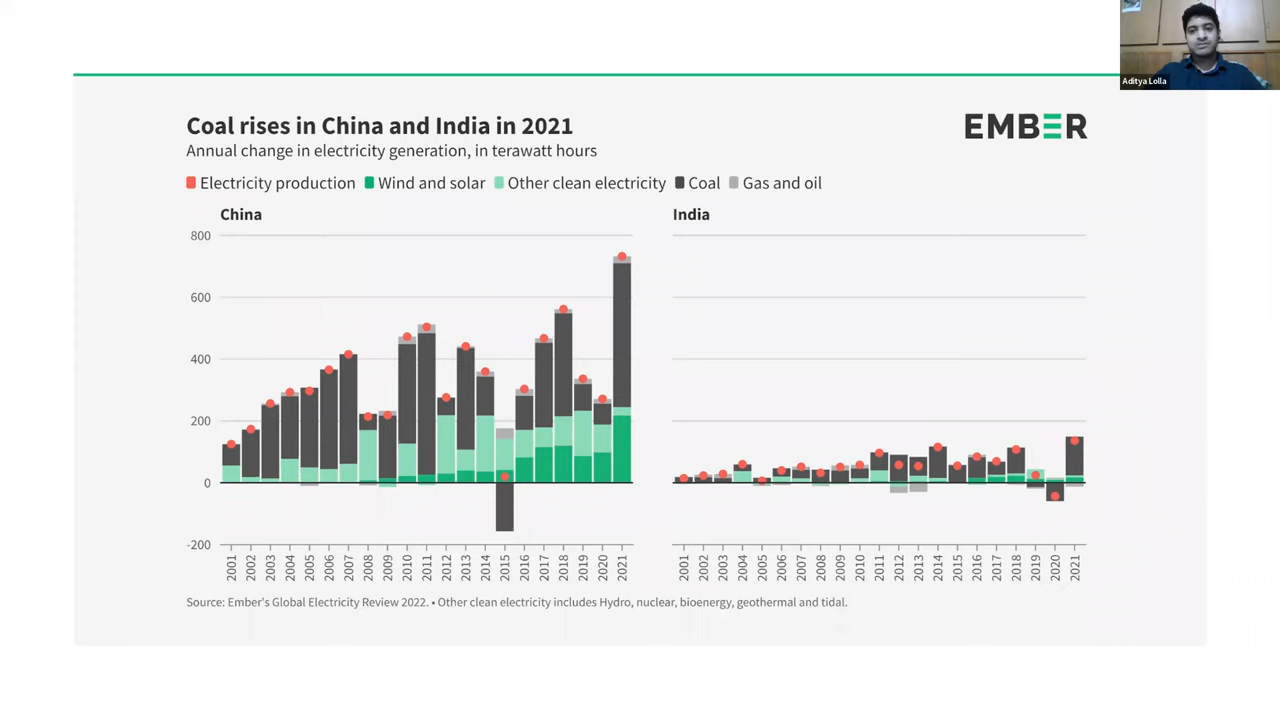 Aditya Lolla
Coal rises in China and India in 2021
EMBER
Annual change in electricity generation, in terawatt hours
Electricity production Wind and solar Other clean electricity Coal Gas and oil
China
India
800
600
400
200
0
-200
2001 2002 2003 2004 2005 2006 2007 2008 2009 2010 2011 2012 2013 2014 2015 2016 2017 2018 2019 2020 2021
2001 2002 2003 2004 2005 2006 2007 2008 2009 2010 2011 2012 2013 2014 2015 2016 2017 2018 2019 2020 2021
Source: Ember's Global Electricity Review 2022. • Other clean electricity includes Hydro, nuclear, bioenergy, geothermal and tidal.